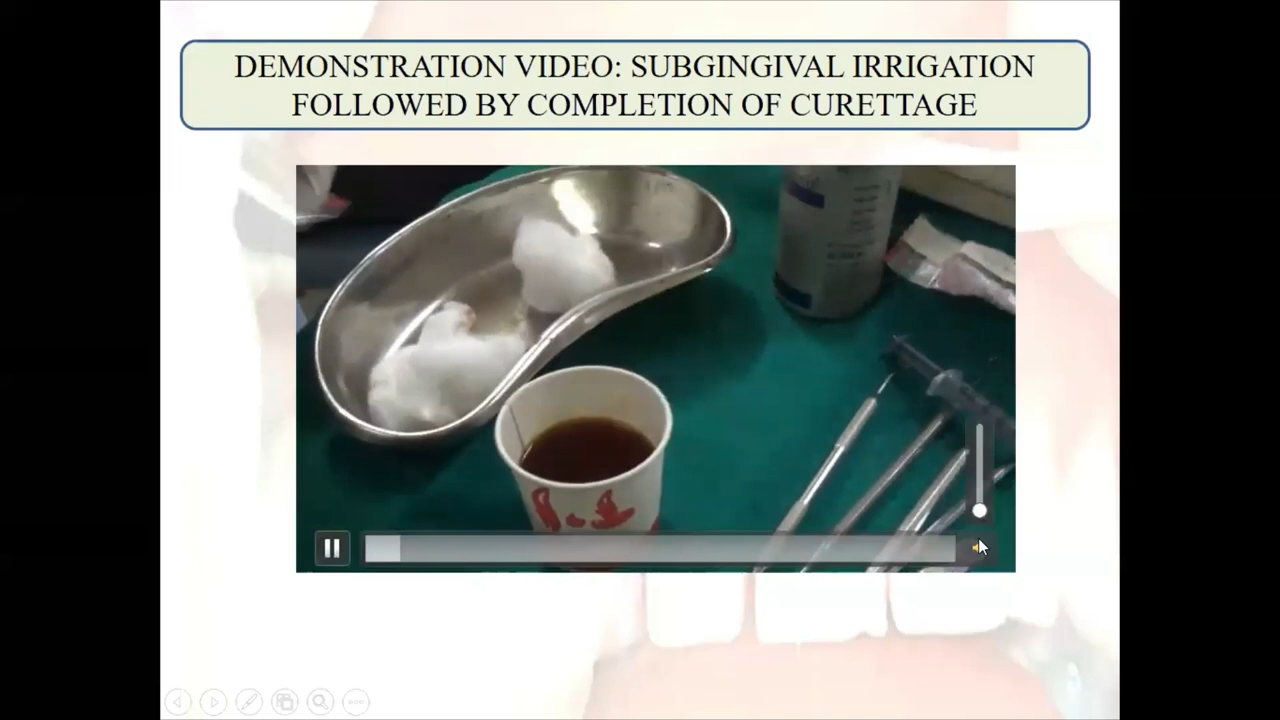 DEMONSTRATION VIDEO: SUBGINGIVAL IRRIGATION
FOLLOWED BY COMPLETION OF CURETTAGE